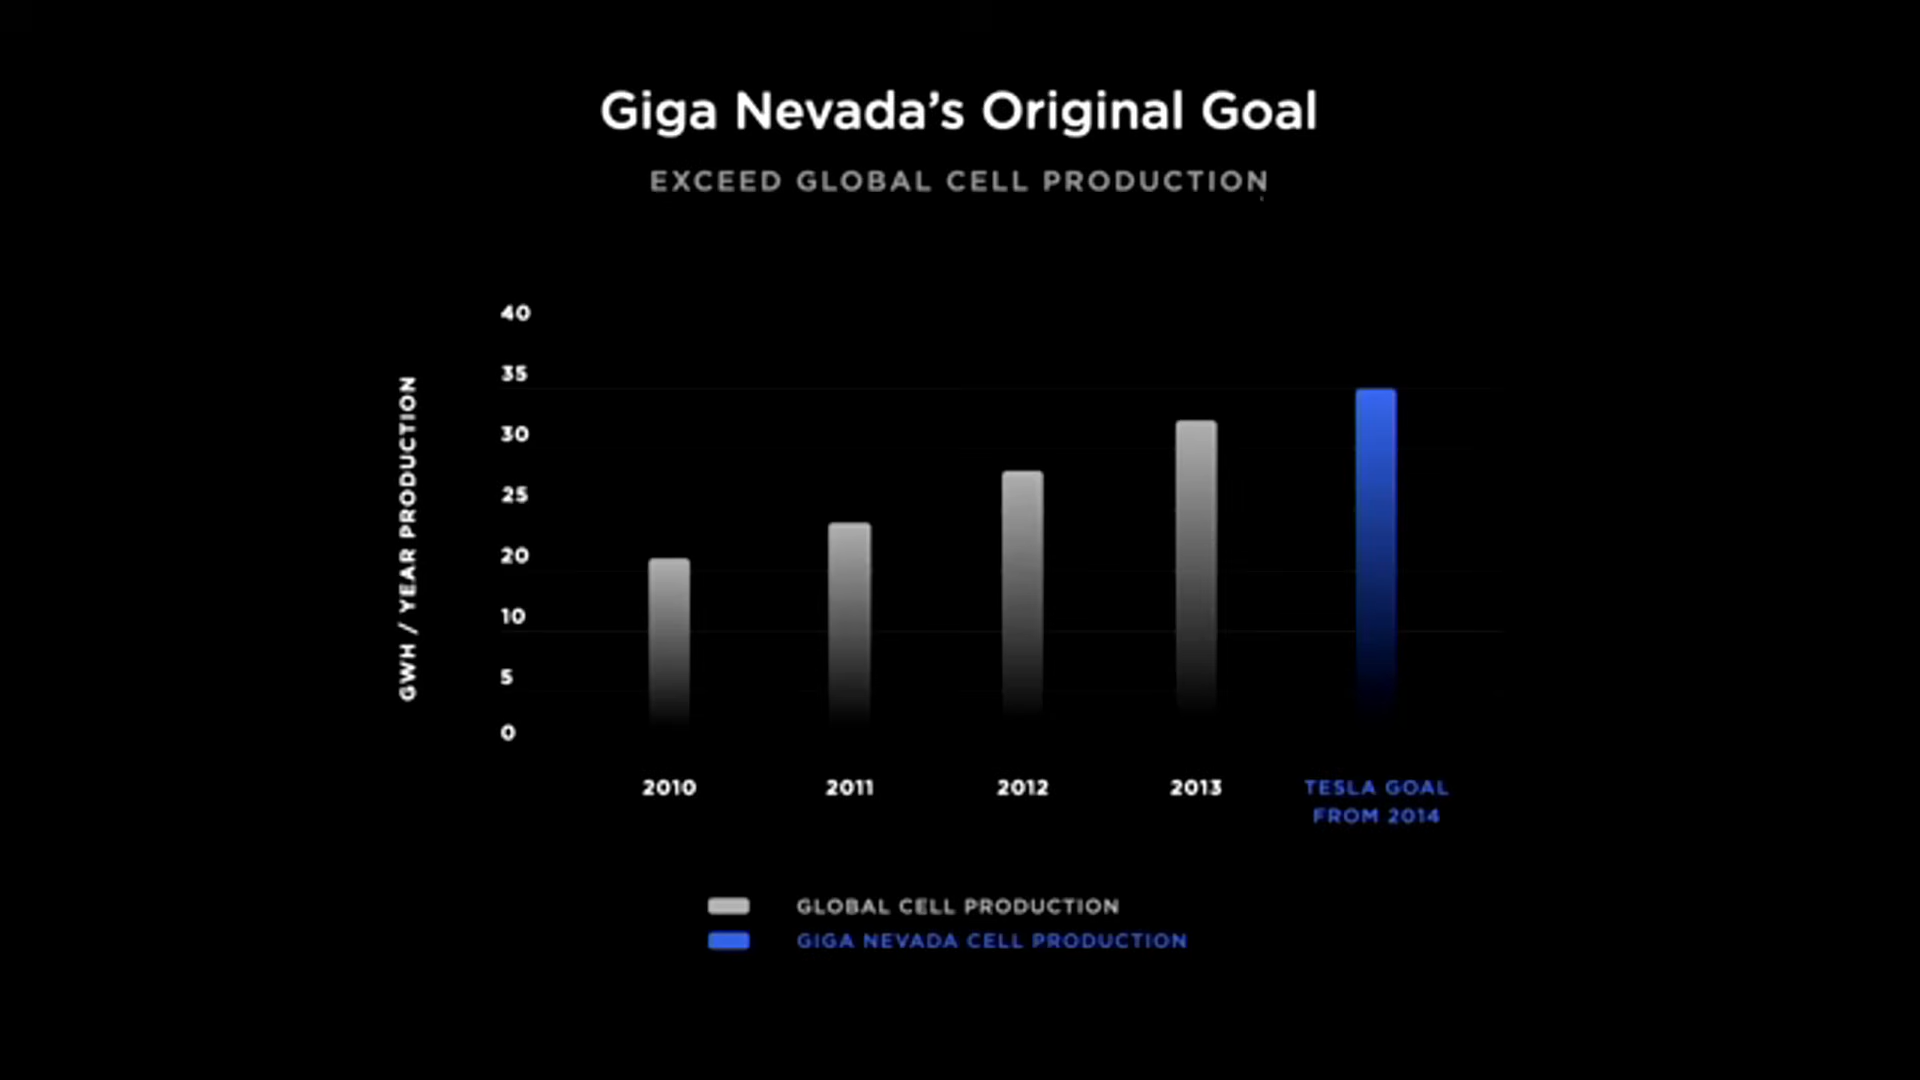 Giga Nevada’s Original Goal
EXCEED GLOBAL CELL PRODUCTION
GWH / YEAR PRODUCTION
40
35
30
25
20
10
5
0
2010
2011
2012
2013
TESLA GOAL
FROM 2014
GLOBAL CELL PRODUCTION
GIGA NEVADA CELL PRODUCTION